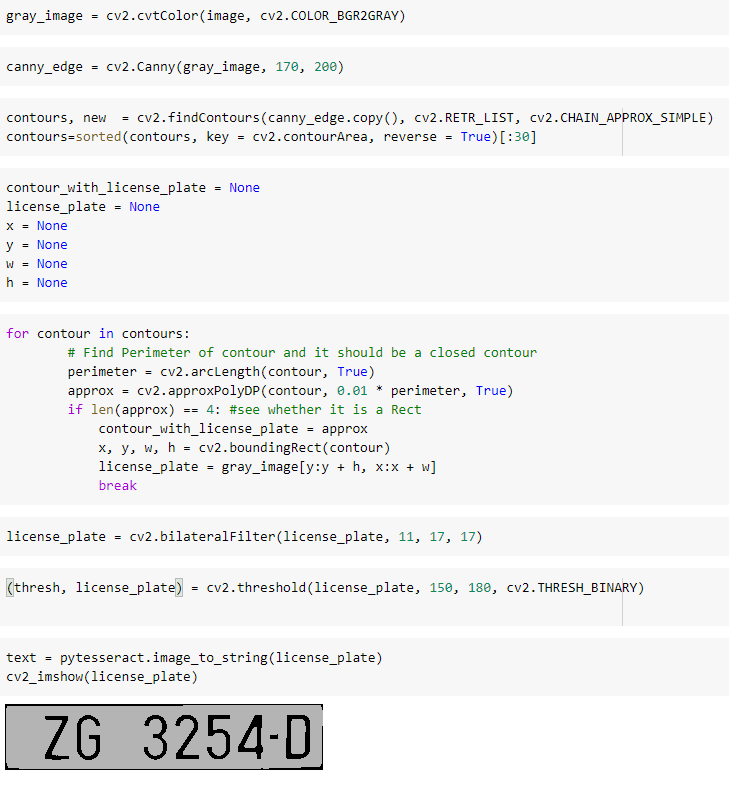 gray_image = cv2.cvtColor(image, cv2.COLOR_BGR2GRAY)
canny_edge = cv2.Canny(gray_image, 170, 200)
contours, new  = cv2.findContours(canny_edge.copy(), cv2.RETR_LIST, cv2.CHAIN_APPROX_SIMPLE)
contours=sorted(contours, key = cv2.contourArea, reverse = True)[:30]
contour_with_license_plate = None
license_plate = None
x = None
y = None
w = None
h = None
for contour in contours:
        # Find Perimeter of contour and it should be a closed contour
        perimeter = cv2.arcLength(contour, True)
        approx = cv2.approxPolyDP(contour, 0.01 * perimeter, True)
        if len(approx) == 4: #see whether it is a Rect
            contour_with_license_plate = approx
            x, y, w, h = cv2.boundingRect(contour)
            license_plate = gray_image[y:y + h, x:x + w]
            break
license_plate = cv2.bilateralFilter(license_plate, 11, 17, 17)
(thresh, license_plate) = cv2.threshold(license_plate, 150, 180, cv2.THRESH_BINARY)
text = pytesseract.image_to_string(license_plate)
cv2_imshow(license_plate)
ZG 3254-D